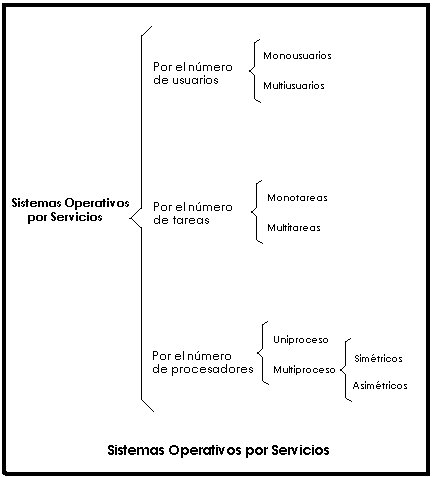 Sistemas Operativos
por Servicios
Por el número
de usuarios
Monousuarios
Multiusuarios
Por el número
de tareas
Monotareas
Multitareas
Por el número
de procesadores
Uniproceso
Multiproceso
Simétricos
Asimétricos
Sistemas Operativos por Servicios